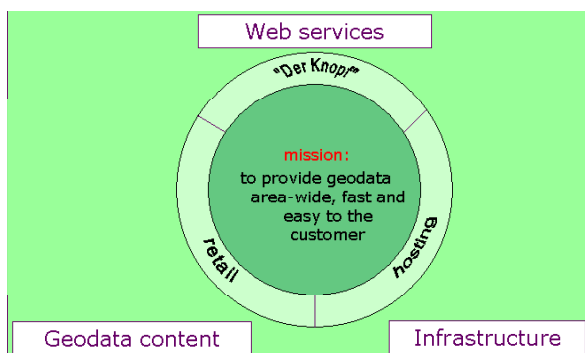 Web services
"Der Knopf"
mission:
to provide geodata
area-wide, fast and
easy to the
customer
retail
hosting
Geodata content
Infrastructure